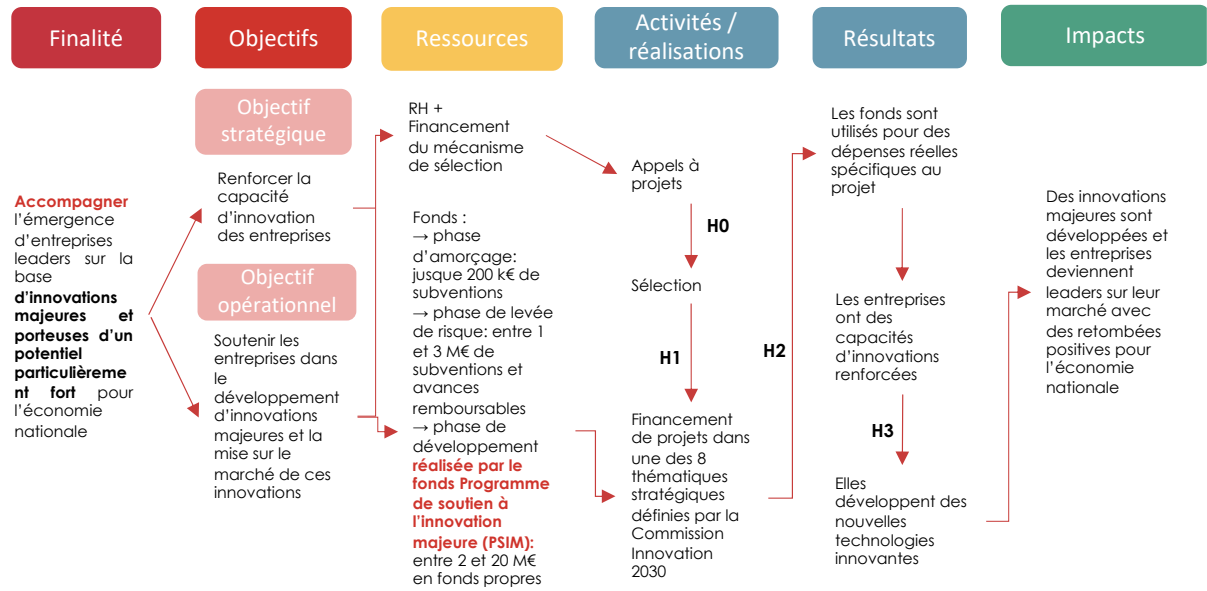 Finalité
Objectifs
Ressources
Activités /
réalisations
Résultats
Impacts
Accompagner
l’émergence
d’entreprises
leaders sur la
base
d’innovations
majeures et
porteuses d’un
potentiel
particulièreme
nt fort pour
l’économie
nationale
Objectif
stratégique
Renforcer la
capacité
d’innovation
des entreprises
Objectif
opérationnel
Soutenir les
entreprises dans
le
développement
d’innovations
majeures et la
mise sur le
marché de ces
innovations
RH +
Financement
du mécanisme
de sélection
Fonds :
→ phase
d’amorçage:
jusque 200 k€ de
subventions
→ phase de levée
de risque: entre 1
et 3 M€ de
subventions et
avances
remboursables
→ phase de
développement
réalisée par le
fonds Programme
de soutien à
l’innovation
majeure (PSIM):
entre 2 et 20 M€
en fonds propres
Appels à
projets
H0
Sélection
H1
Financement
de projets dans
une des 8
thématiques
stratégiques
définies par la
Commission
Innovation
2030
H2
Les fonds sont
utilisés pour des
dépenses réelles
spécifiques au
projet
Les entreprises
ont des
capacités
d’innovations
renforcées
H3
Elles
développent des
nouvelles
technologies
innovantes
Des innovations
majeures sont
développées et
les entreprises
deviennent
leaders sur leur
marché avec
des retombées
positives pour
l’économie
nationale